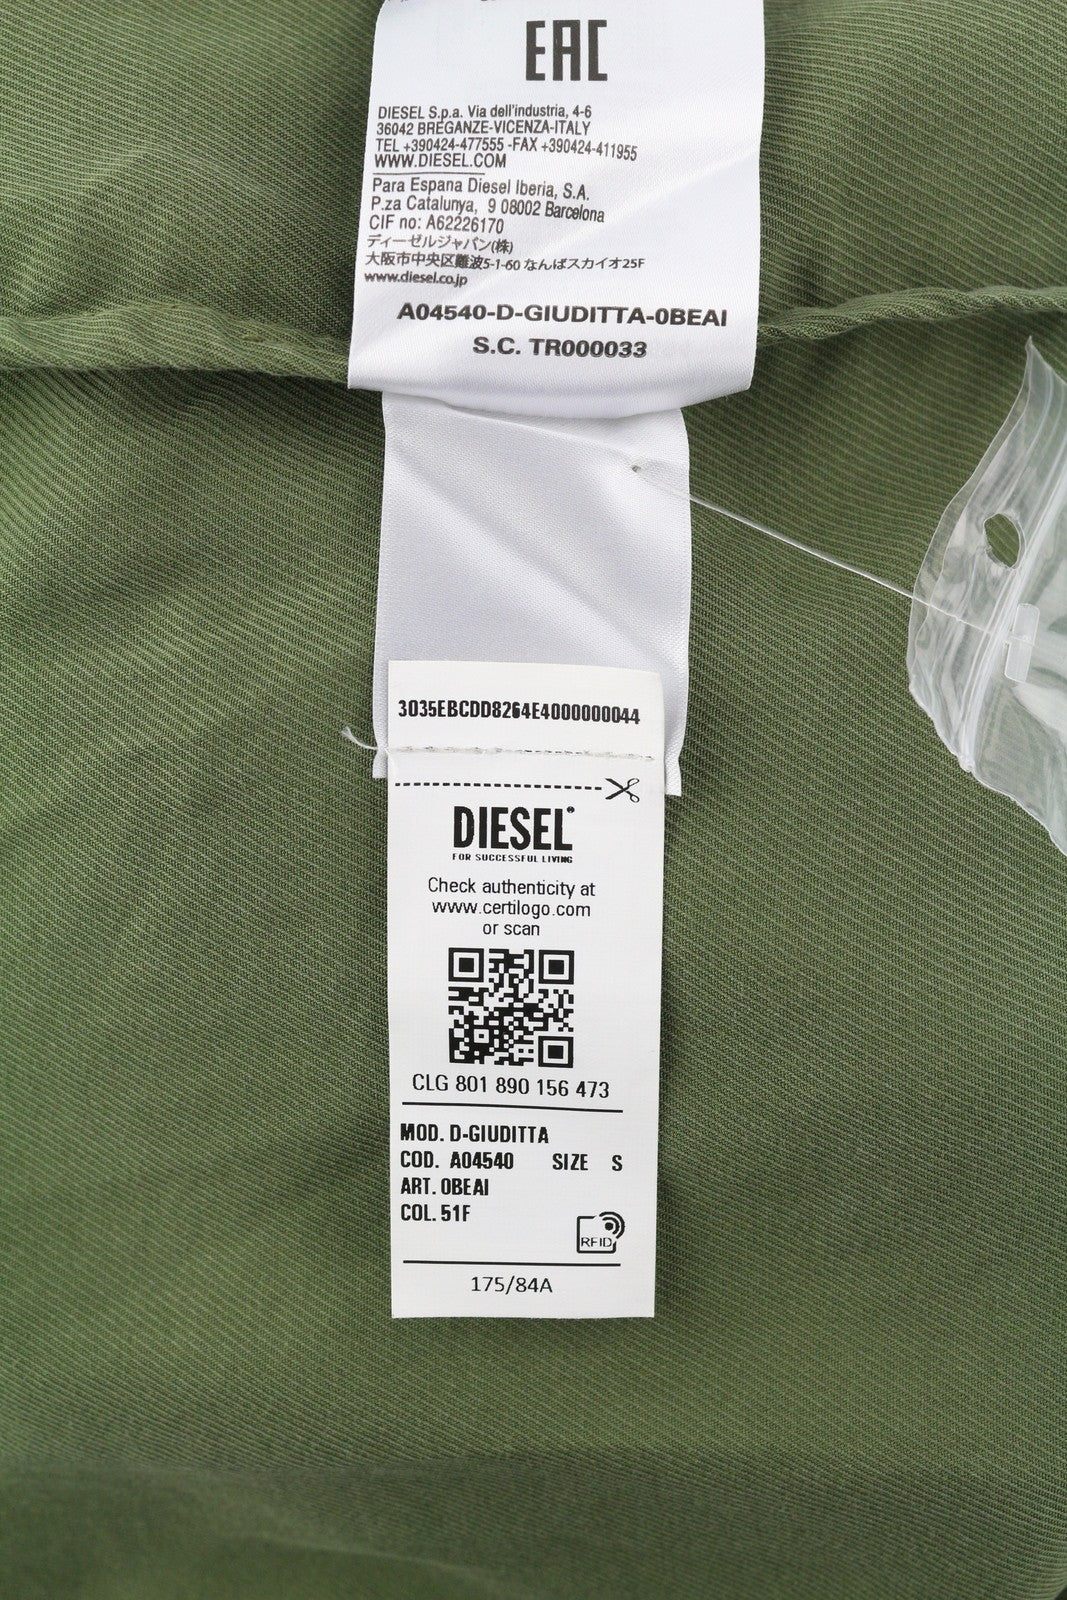 EAC
DIESEL S.p.a. Via dell'industria, 4-6
36042 BREGANZE-VICENZA-ITALY
TEL +390424-477555 -FAX +390424-411955
WWW.DIESEL.COM
Para Espana Diesel Iberia, S.A.
P.za Catalunya, 9 08002 Barcelona
CIF no: A62226170
ディーゼルジャパン(株)
大阪市中央区難波5-1-60 なんばスカイオ25F
www.diesel.co.jp
A04540-D-GIUDITTA-0BEAI
S.C. TR000033
3035EBCDD8264E4000000044
DIESEL®
FOR SUCCESSFUL LIVING
Check authenticity at
www.certilogo.com
or scan
CLG 801 890 156 473
MOD. D-GIUDITTA
COD. A04540 SIZE S
ART. 0BEAI
COL. 51F
RFID
175/84A